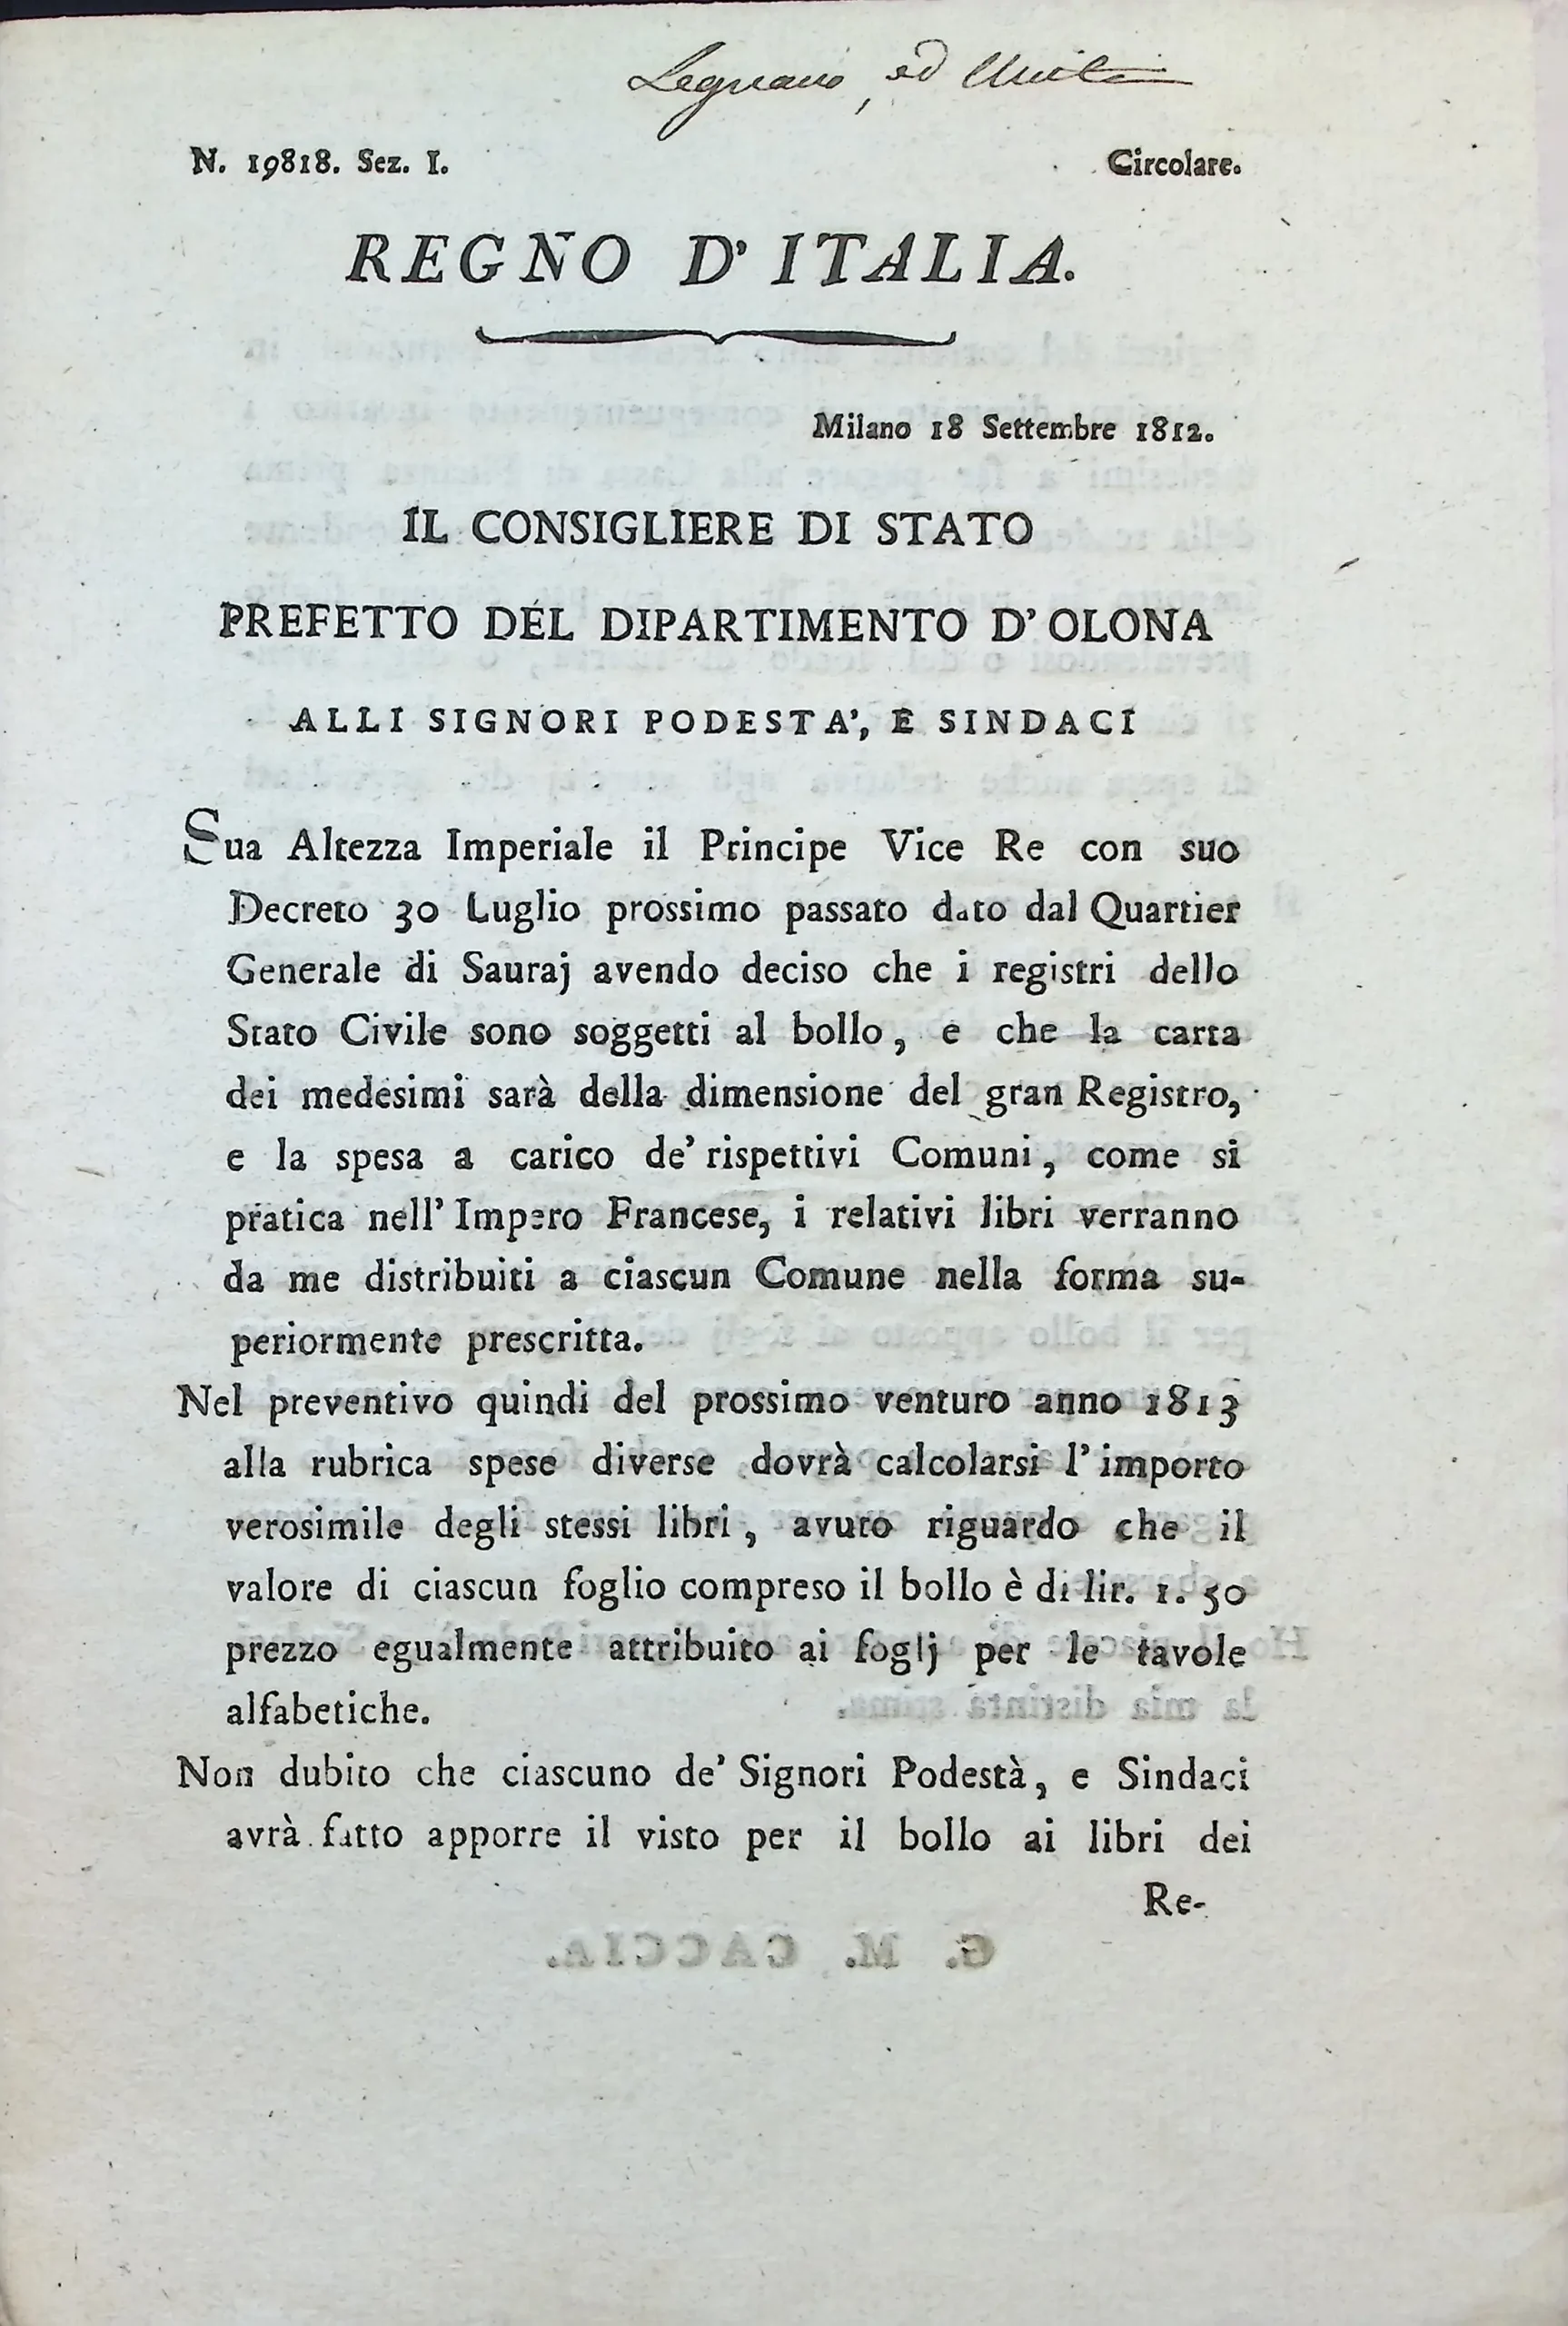 Legnano, ed Uniti
N. 19818. Sez. I.
Circolare.
REGNO D' ITALIA.
Milano 18 Settembre 1812.
IL CONSIGLIERE DI STATO
PREFETTO DEL DIPARTIMENTO D' OLONA
ALLI SIGNORI PODESTA', E SINDACI
Sua Altezza Imperiale il Principe Vice Re con suo
Decreto 30 Luglio prossimo passato dato dal Quartier
Generale di Sauraj avendo deciso che i registri dello
Stato Civile sono soggetti al bollo, e che la carta
dei medesimi sarà della dimensione del gran Registro,
e la spesa a carico de' rispettivi Comuni, come si
pratica nell' Impero Francese, i relativi libri verranno
da me distribuiti a ciascun Comune nella forma su-
periormente prescritta.
Nel preventivo quindi del prossimo venturo anno 1813
alla rubrica spese diverse dovrà calcolarsi l' importo
verosimile degli stessi libri, avuto riguardo che il
valore di ciascun foglio compreso il bollo è di lir. 1. 50
prezzo egualmente attribuito ai foglj per le tavole
alfabetiche.
Non dubito che ciascuno de' Signori Podestà, e Sindaci
avrà fatto apporre il visto per il bollo ai libri dei
Re-
G. M. CACCIA.